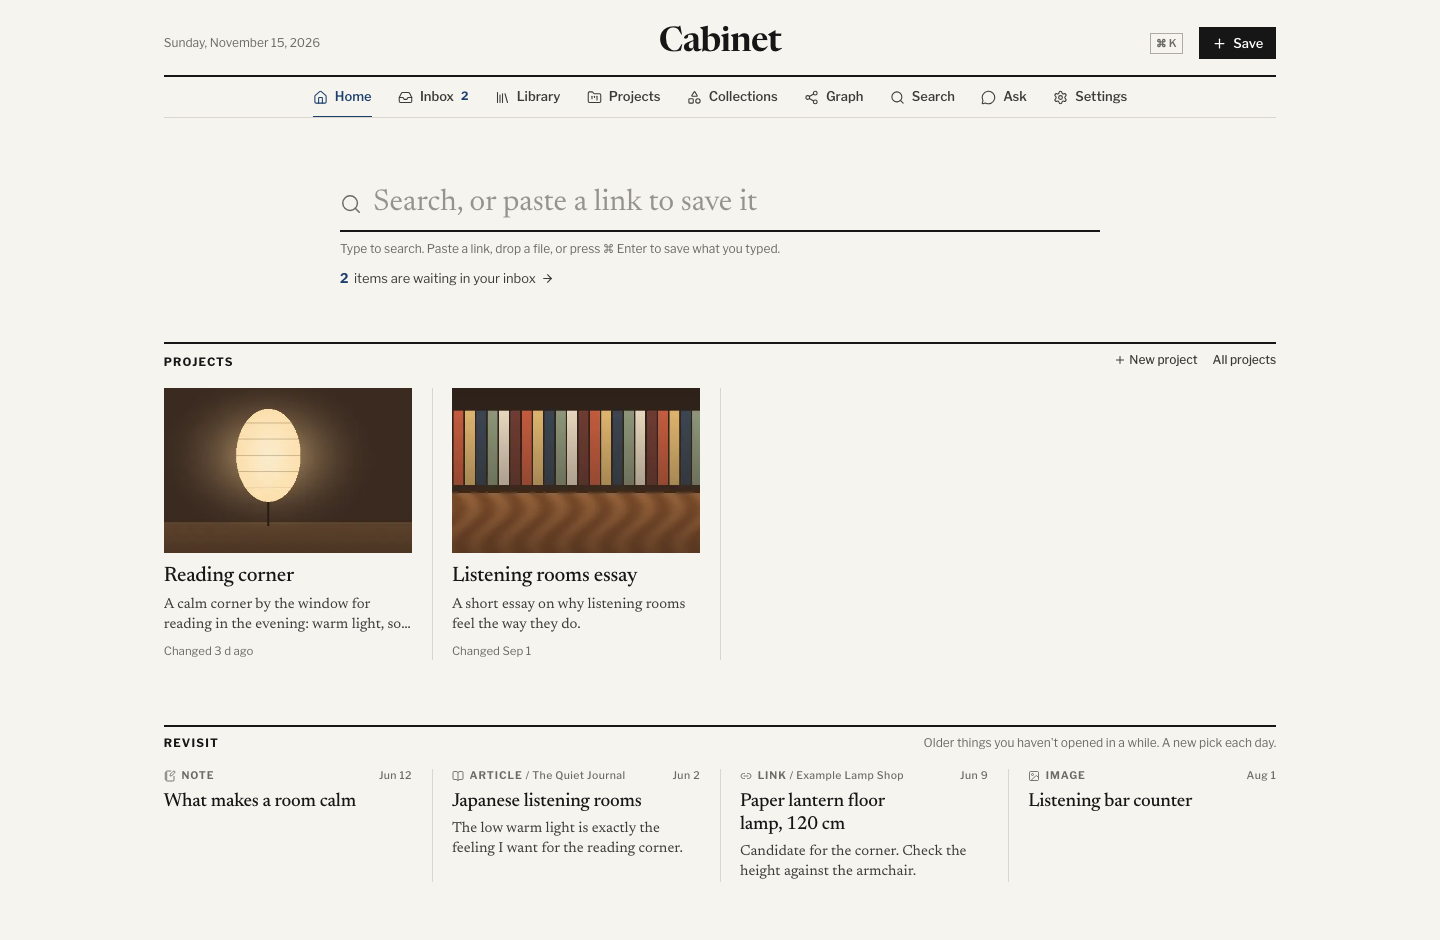 Sunday, November 15, 2026
Cabinet
⌘ K
+ Save
Home
Inbox 2
Library
Projects
Collections
Graph
Search
Ask
Settings
Search, or paste a link to save it
Type to search. Paste a link, drop a file, or press ⌘ Enter to save what you typed.
2 items are waiting in your inbox →
PROJECTS
+ New project
All projects
Reading corner
A calm corner by the window for
reading in the evening: warm light, so...
Changed 3 d ago
Listening rooms essay
A short essay on why listening rooms
feel the way they do.
Changed Sep 1
REVISIT
Older things you haven't opened in a while. A new pick each day.
NOTE
Jun 12
What makes a room calm
ARTICLE / The Quiet Journal
Jun 2
Japanese listening rooms
The low warm light is exactly the
feeling I want for the reading corner.
LINK / Example Lamp Shop
Jun 9
Paper lantern floor
lamp, 120 cm
Candidate for the corner. Check the
height against the armchair.
IMAGE
Aug 1
Listening bar counter